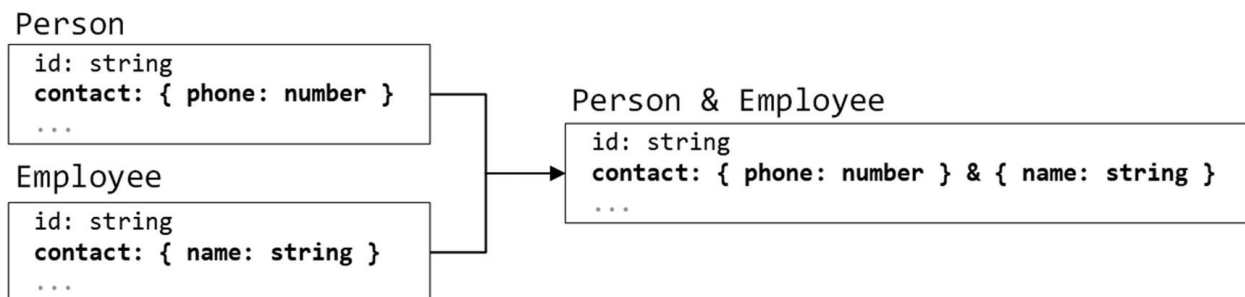 Person
id: string
contact: { phone: number }
...
Employee
id: string
contact: { name: string }
...
Person & Employee
id: string
contact: { phone: number } & { name: string }
...